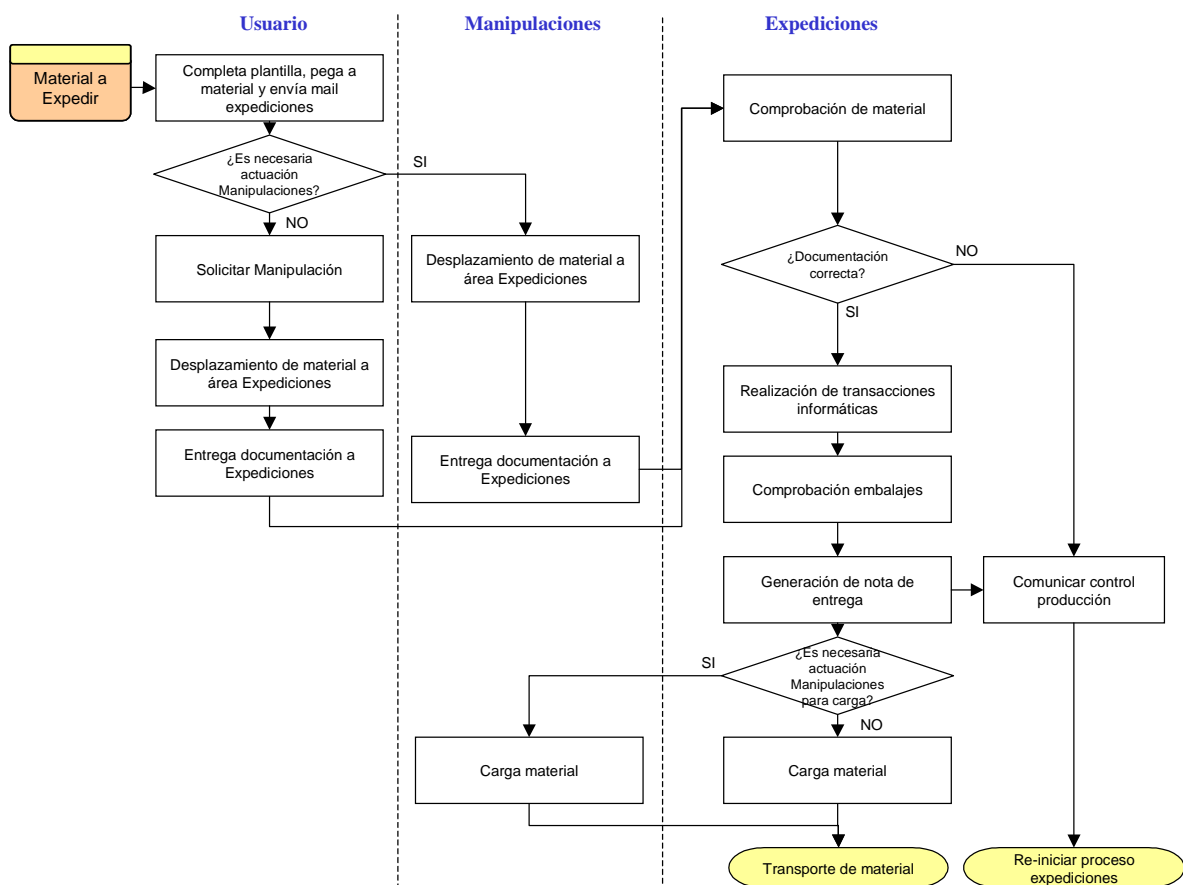 Usuario
Manipulaciones
Expediciones
Material a
Expedir
Completa plantilla, pega a
material y envía mail
expediciones
Comprobación de material
¿Es necesaria
actuación
Manipulaciones?
SI
NO
Solicitar Manipulación
Desplazamiento de material a
área Expediciones
¿Documentación
correcta?
NO
SI
Desplazamiento de material a
área Expediciones
Realización de transacciones
informáticas
Entrega documentación a
Expediciones
Entrega documentación a
Expediciones
Comprobación embalajes
Generación de nota de
entrega
Comunicar control
producción
¿Es necesaria
actuación
Manipulaciones
para carga?
SI
NO
Carga material
Carga material
Transporte de material
Re-iniciar proceso
expediciones